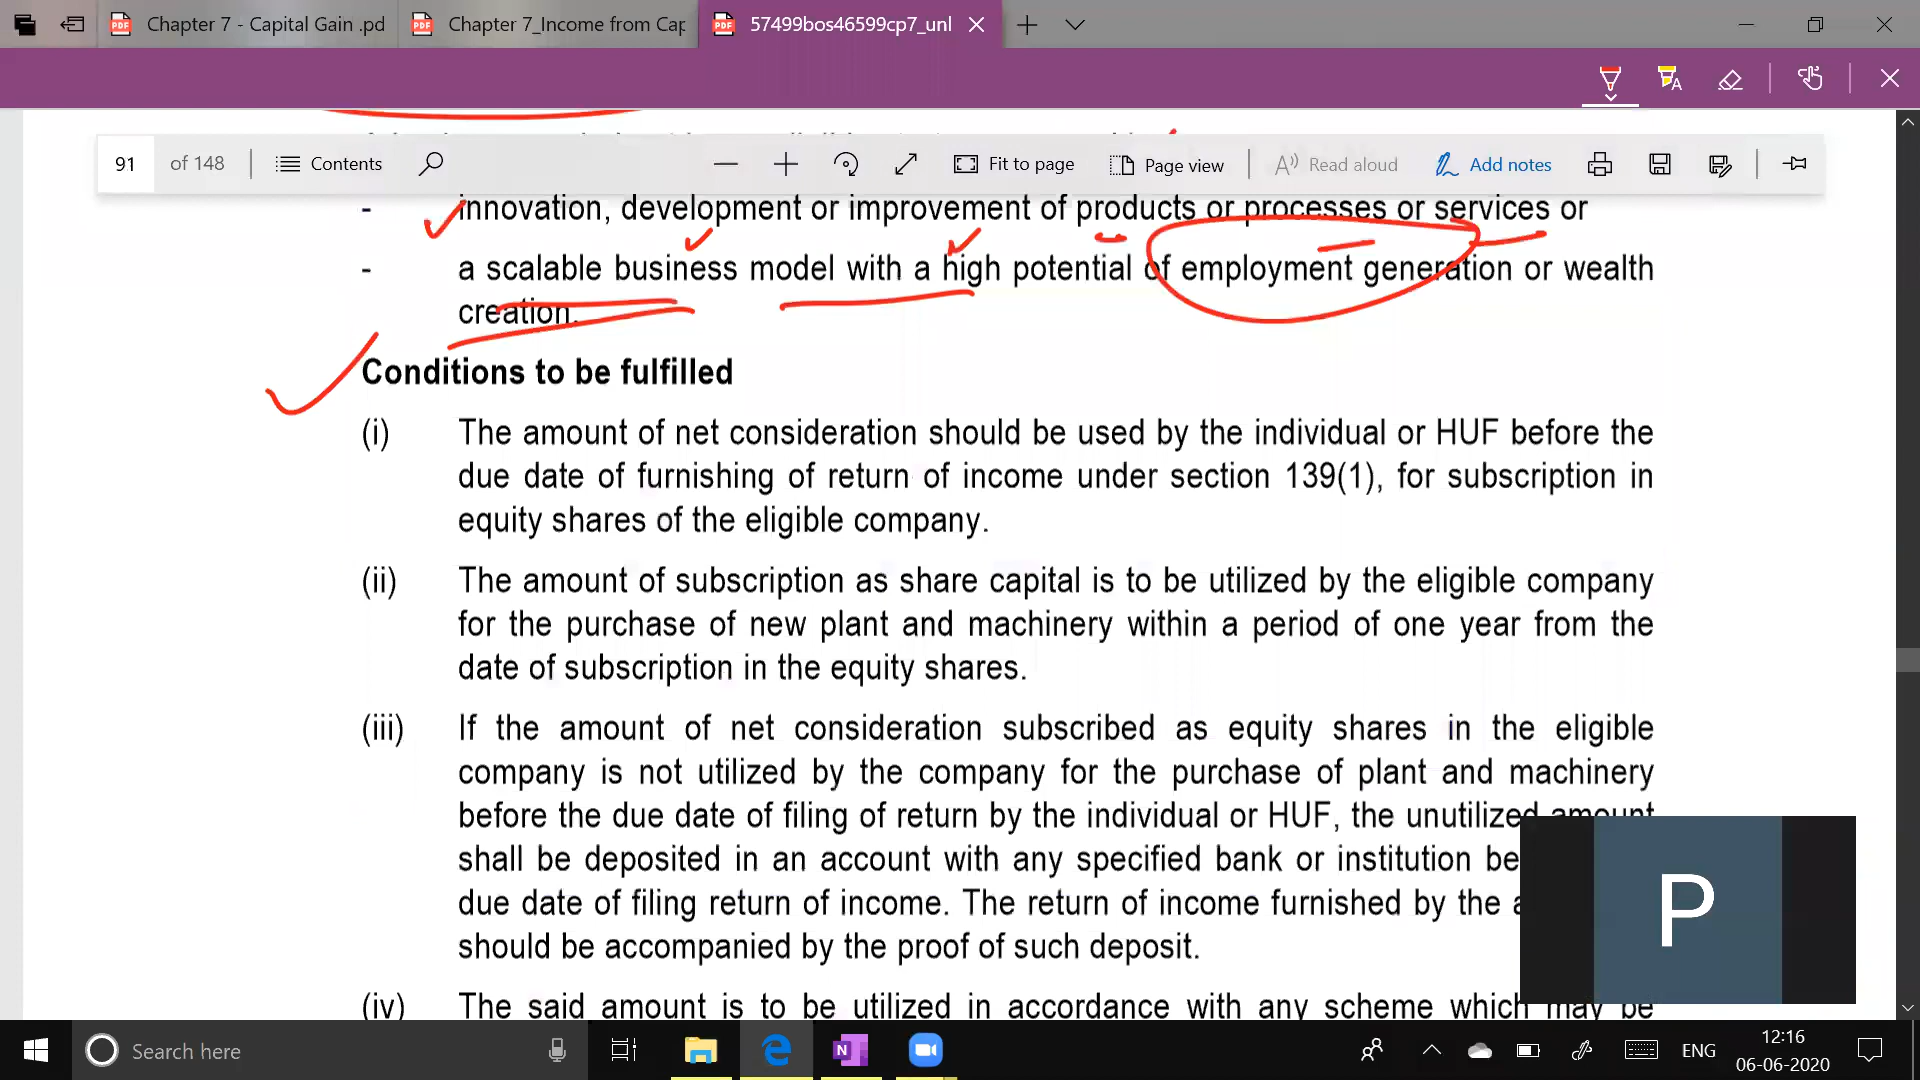 Chapter 7 - Capital Gain .pd
Chapter 7_Income from Cap
57499bos46599cp7_unl
91 of 148
Contents
Fit to page
Page view
Read aloud
Add notes
- innovation, development or improvement of products or processes or services or
- a scalable business model with a high potential of employment generation or wealth
creation.
Conditions to be fulfilled
(i) The amount of net consideration should be used by the individual or HUF before the
due date of furnishing of return of income under section 139(1), for subscription in
equity shares of the eligible company.
(ii) The amount of subscription as share capital is to be utilized by the eligible company
for the purchase of new plant and machinery within a period of one year from the
date of subscription in the equity shares.
(iii) If the amount of net consideration subscribed as equity shares in the eligible
company is not utilized by the company for the purchase of plant and machinery
before the due date of filing of return by the individual or HUF, the unutilized amount
shall be deposited in an account with any specified bank or institution be
due date of filing return of income. The return of income furnished by the a
should be accompanied by the proof of such deposit.
(iv) The said amount is to be utilized in accordance with any scheme which may be
P
Search here
ENG
12:16
06-06-2020